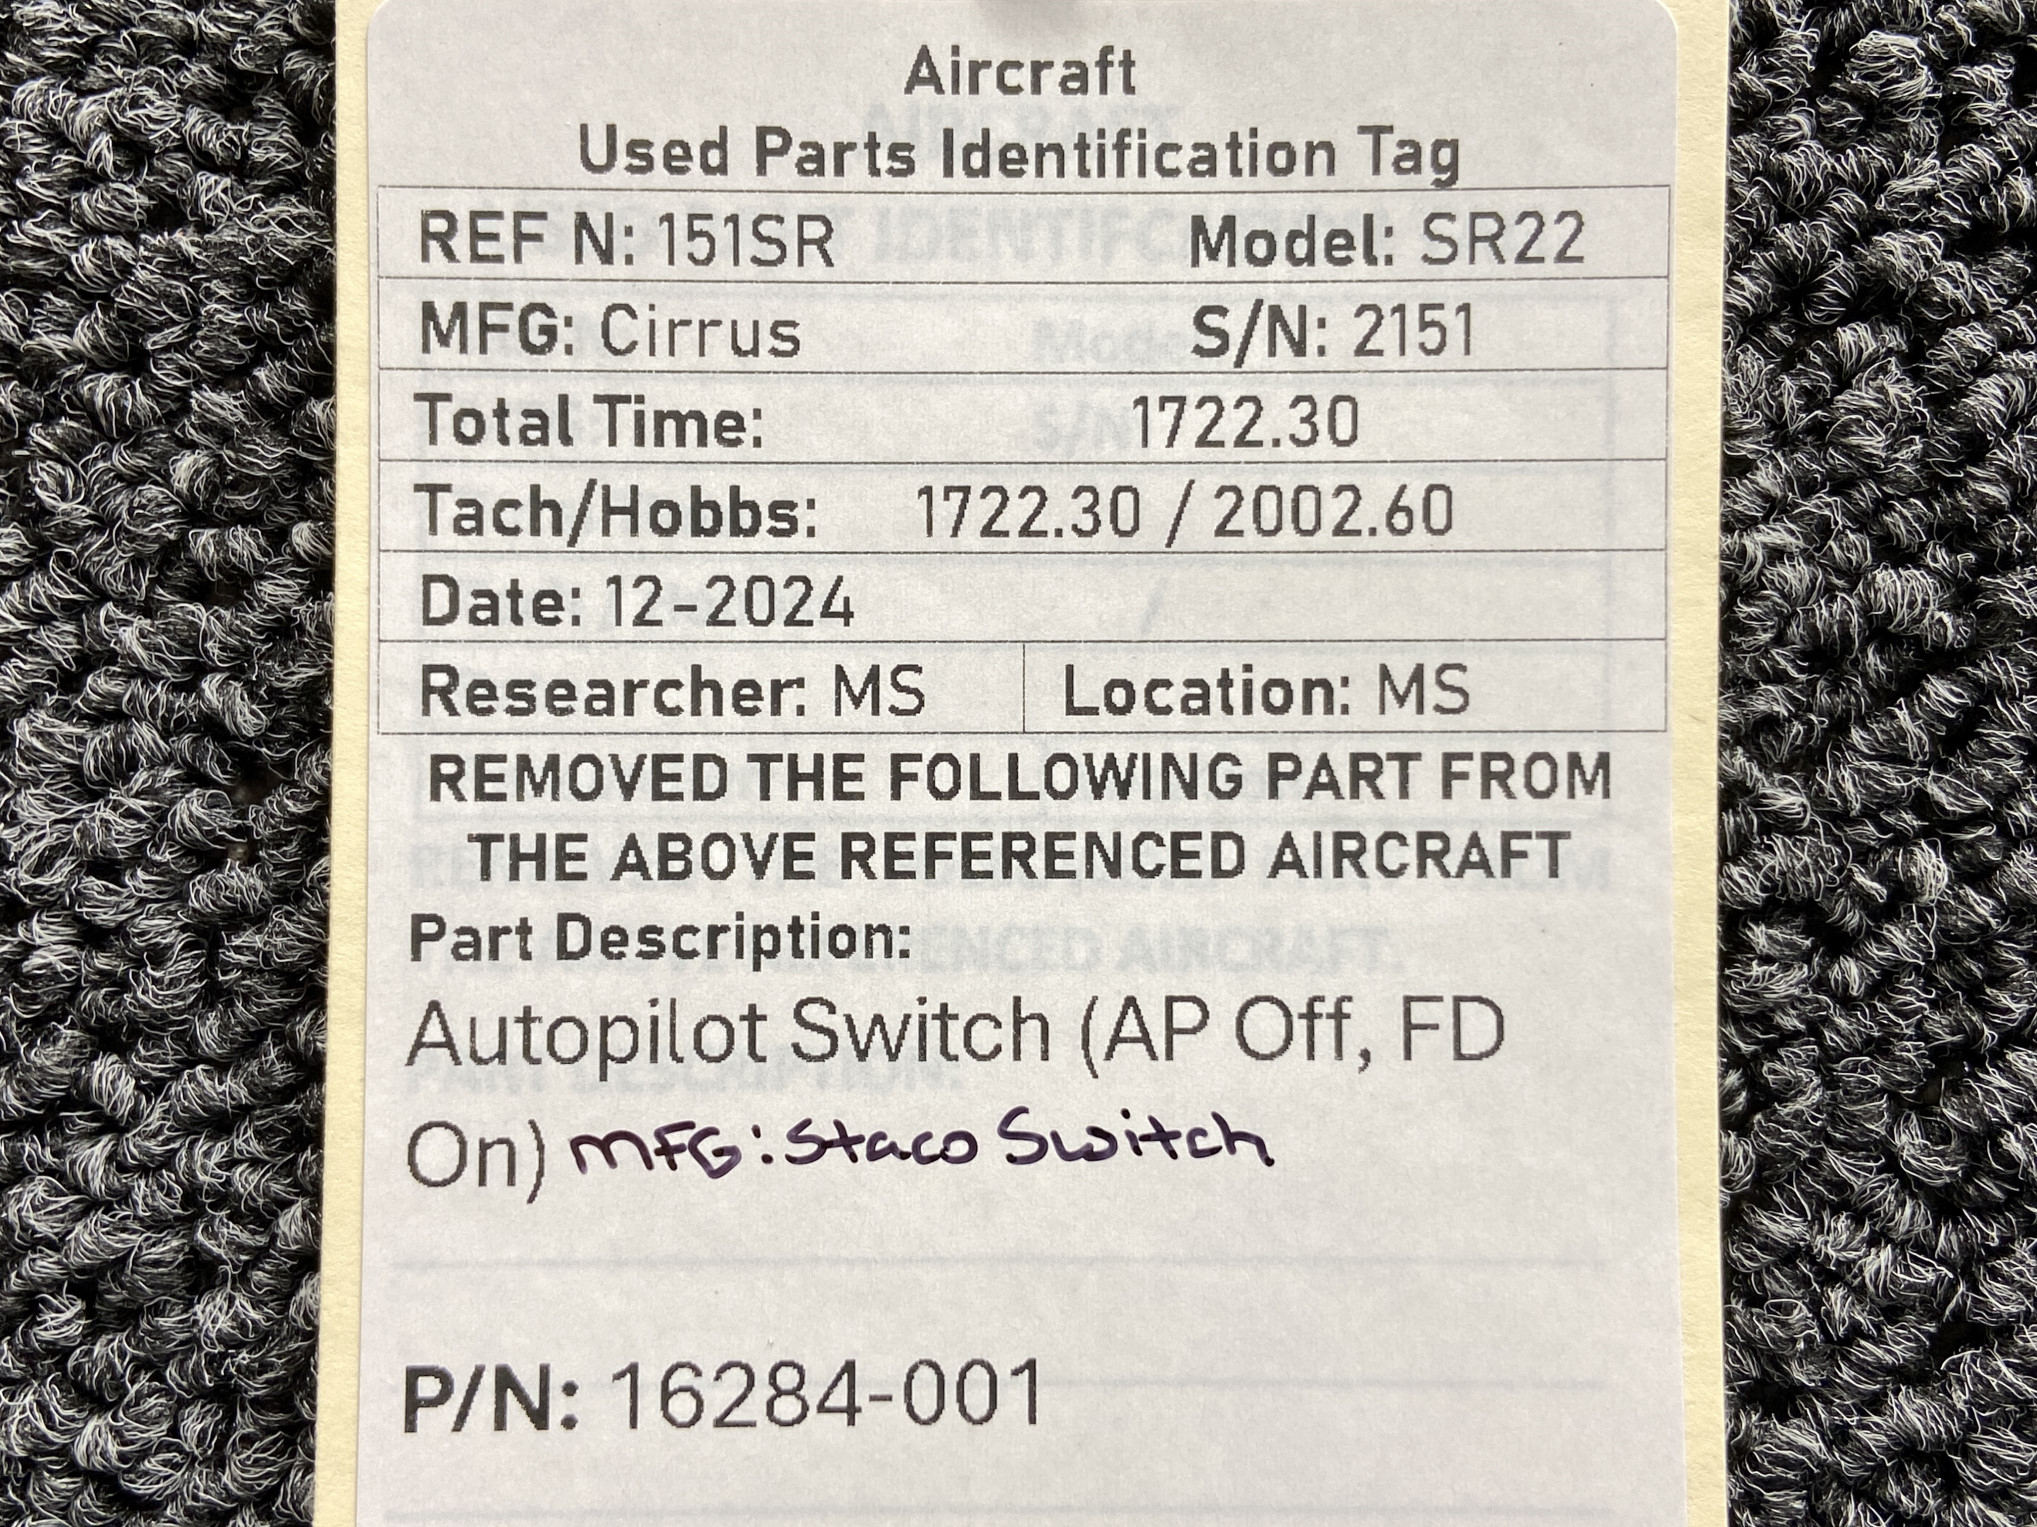 Aircraft
Used Parts Identification Tag
REF N: 151SR Model: SR22
MFG: Cirrus S/N: 2151
Total Time: 1722.30
Tach/Hobbs: 1722.30 / 2002.60
Date: 12-2024
Researcher: MS Location: MS
REMOVED THE FOLLOWING PART FROM
THE ABOVE REFERENCED AIRCRAFT
Part Description:
Autopilot Switch (AP Off, FD
On) MFG: Staco Switch
P/N: 16284-001